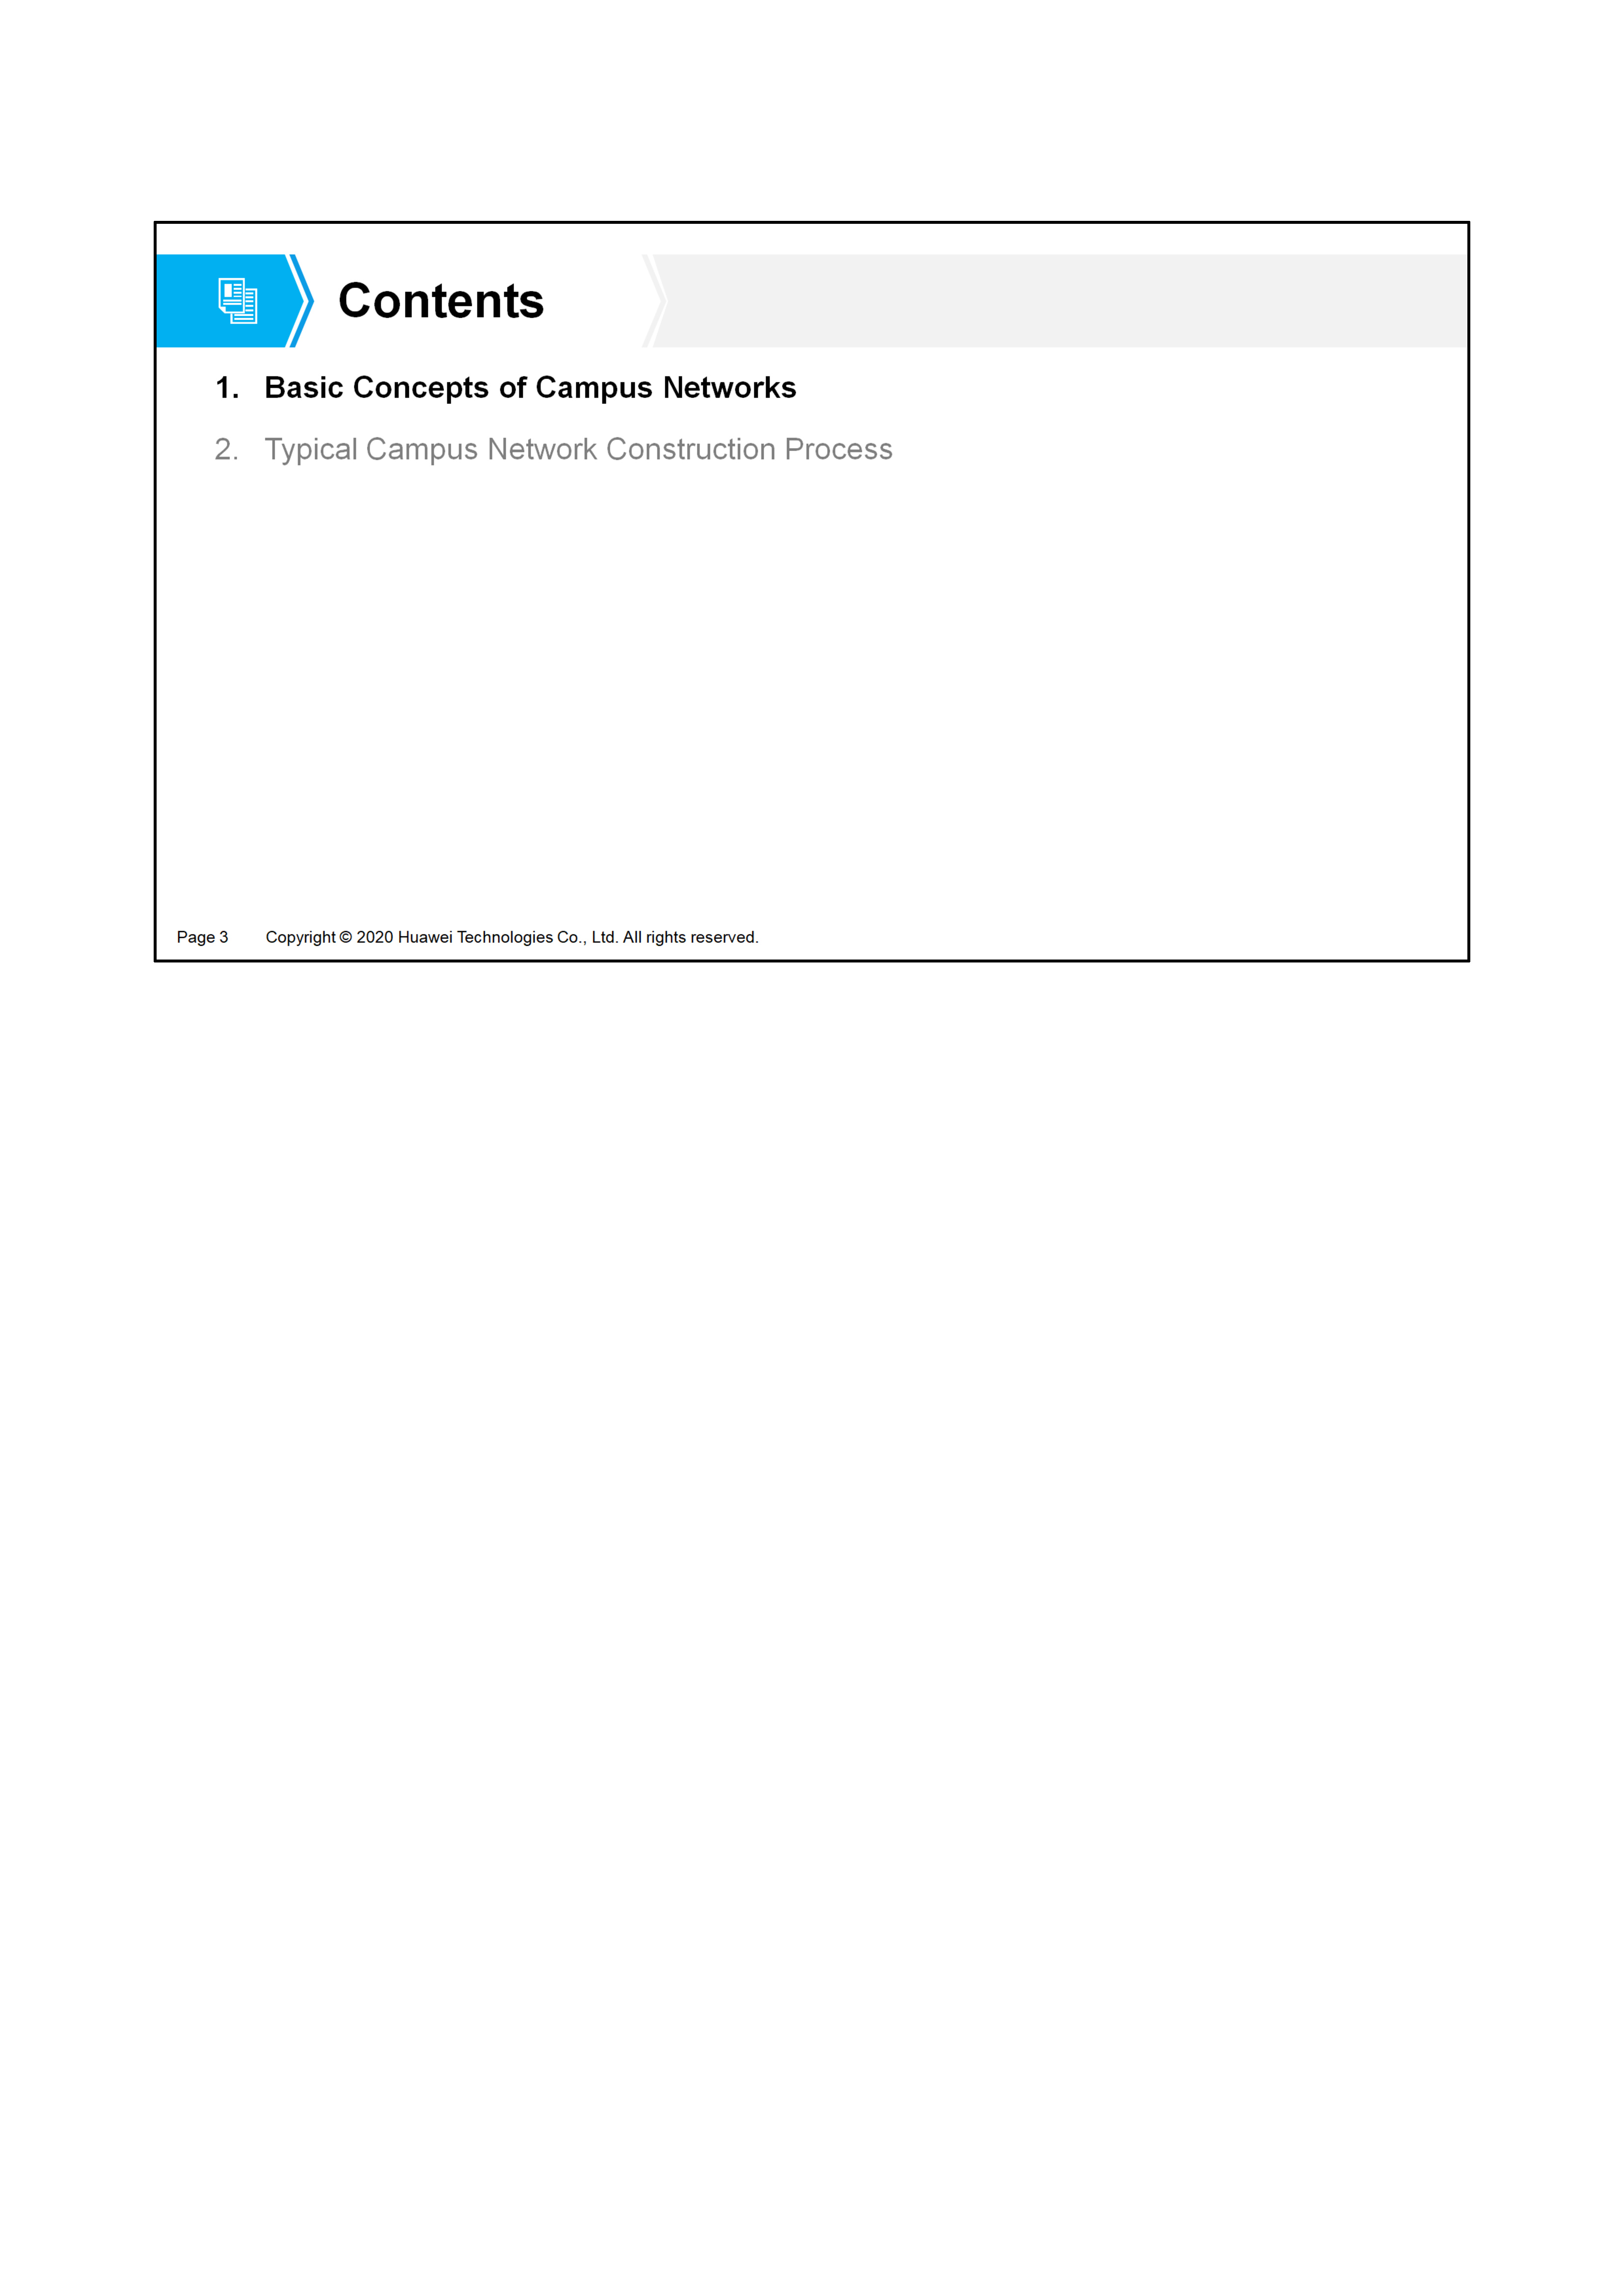 Contents
1. Basic Concepts of Campus Networks
2. Typical Campus Network Construction Process
Page 3 Copyright © 2020 Huawei Technologies Co., Ltd. All rights reserved.